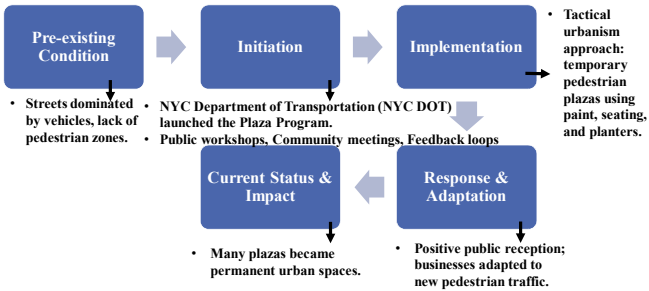 Pre-existing
Condition
Initiation
Implementation
• Tactical
urbanism
approach:
temporary
pedestrian
plazas using
paint, seating,
and planters.
• Streets dominated
by vehicles, lack of
pedestrian zones.
• NYC Department of Transportation (NYC DOT)
launched the Plaza Program.
• Public workshops, Community meetings, Feedback loops
Current Status &
Impact
Response &
Adaptation
• Many plazas became
permanent urban spaces.
• Positive public reception;
businesses adapted to
new pedestrian traffic.